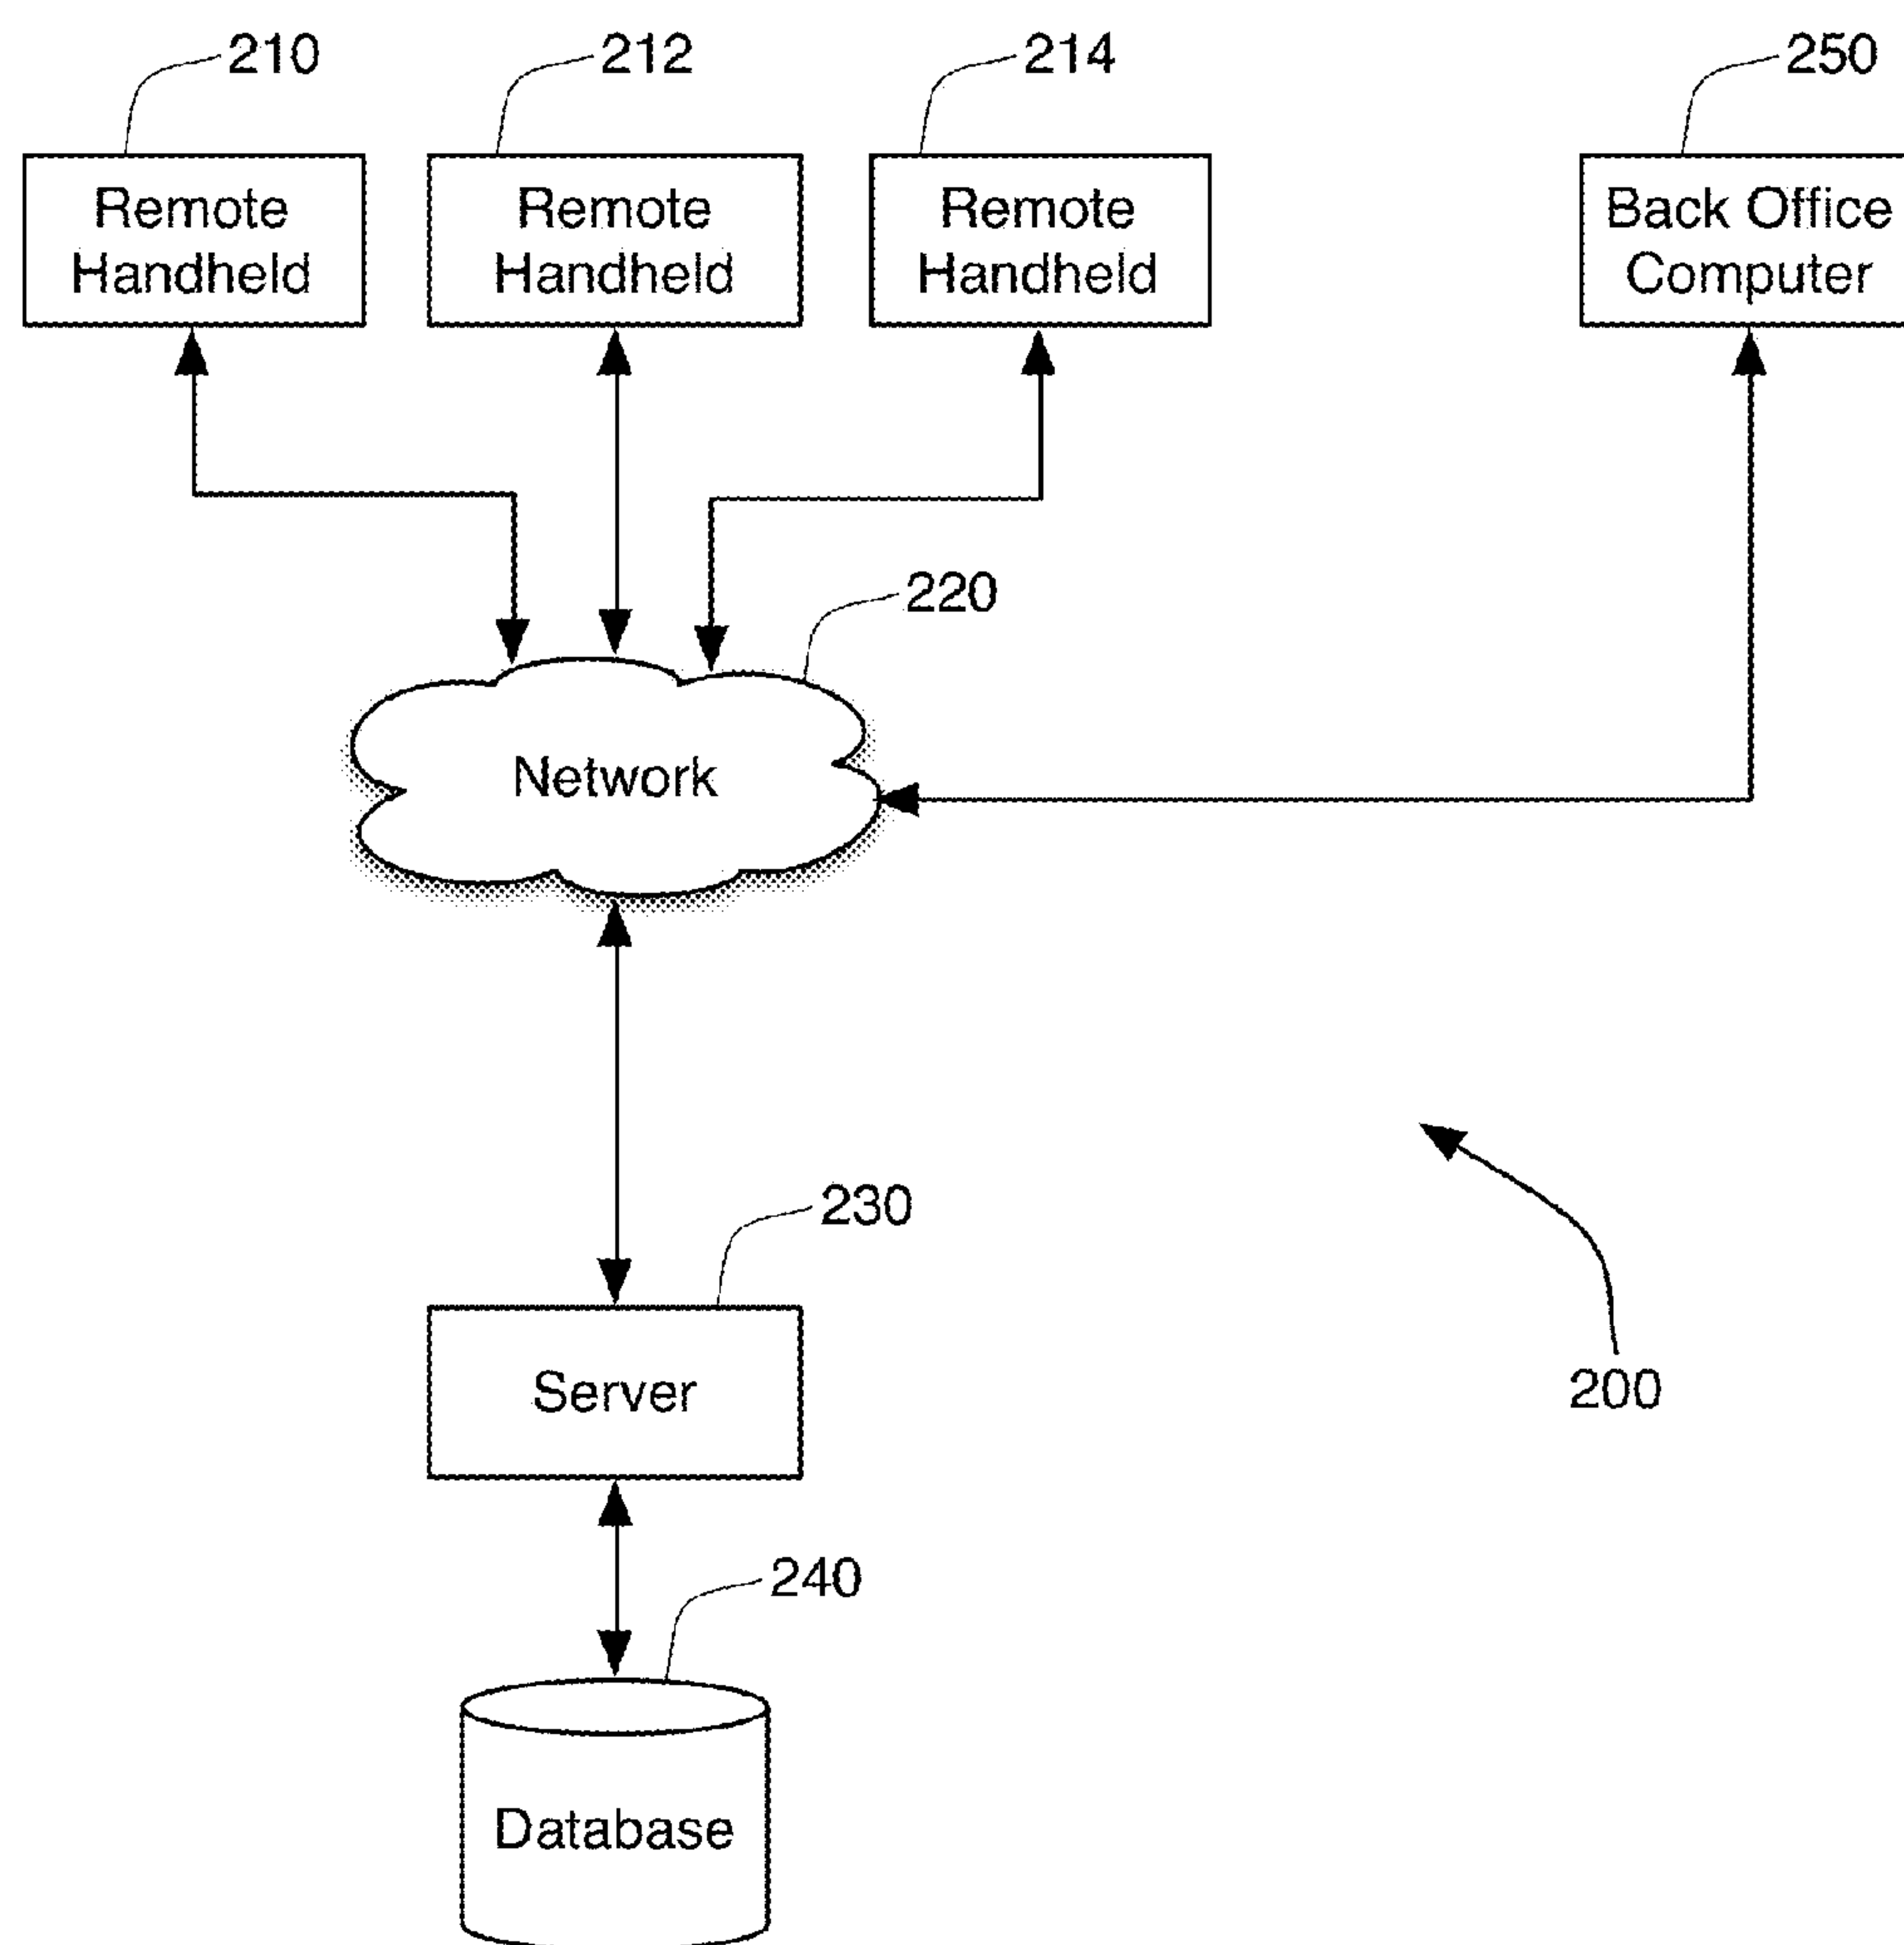 210
212
214
250
Remote
Handheld
Remote
Handheld
Remote
Handheld
Back Office
Computer
220
Network
230
Server
200
240
Database